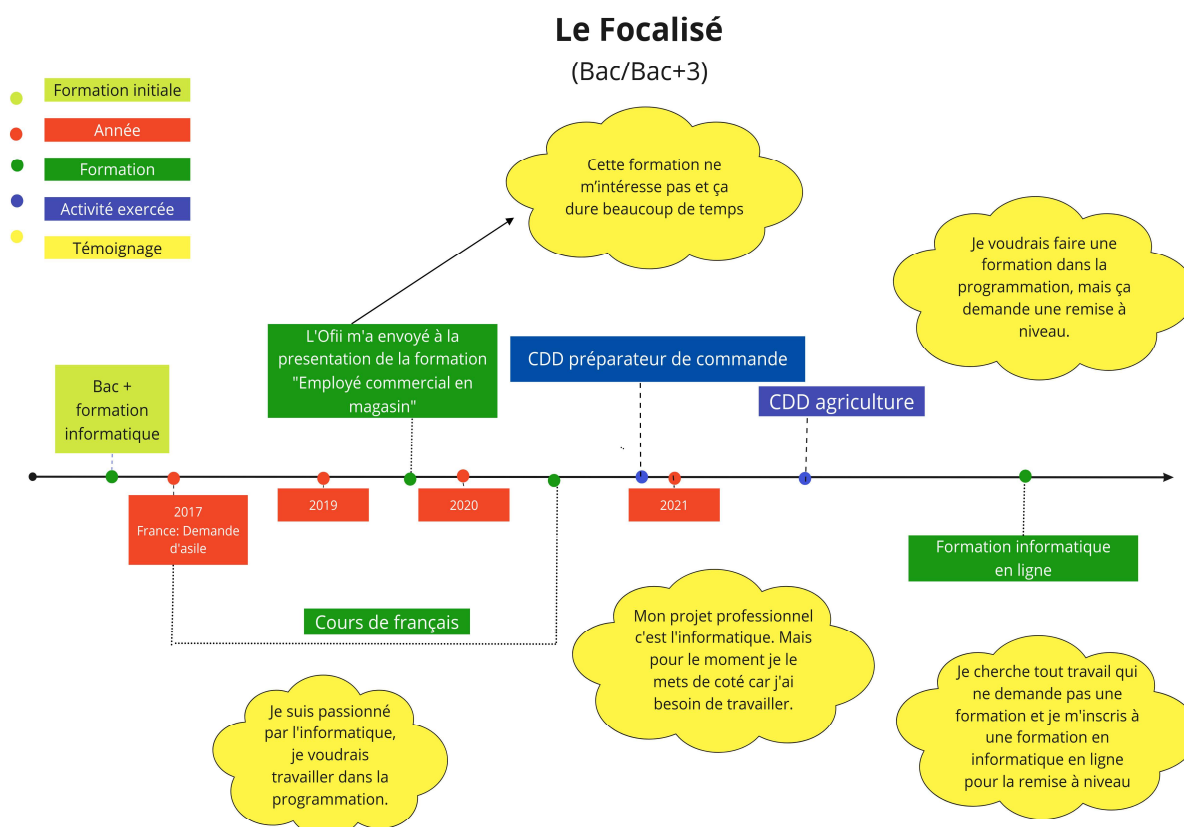 Le Focalisé
(Bac/Bac+3)
Formation initiale
Année
Formation
Activité exercée
Témoignage
Cette formation ne
m'intéresse pas et ça
dure beaucoup de temps
Je voudrais faire une
formation dans la
programmation, mais ça
demande une remise à
niveau.
L'Ofii m'a envoyé à la
presentation de la formation
"Employé commercial en
magasin"
CDD préparateur de commande
CDD agriculture
Bac +
formation
informatique
2017
France: Demande
d'asile
2019
2020
2021
Formation informatique
en ligne
Cours de français
Mon projet professionnel
c'est l'informatique. Mais
pour le moment je le
mets de coté car j'ai
besoin de travailler.
Je cherche tout travail qui
ne demande pas une
formation et je m'inscris à
une formation en
informatique en ligne
pour la remise à niveau
Je suis passionné
par l'informatique,
je voudrais
travailler dans la
programmation.